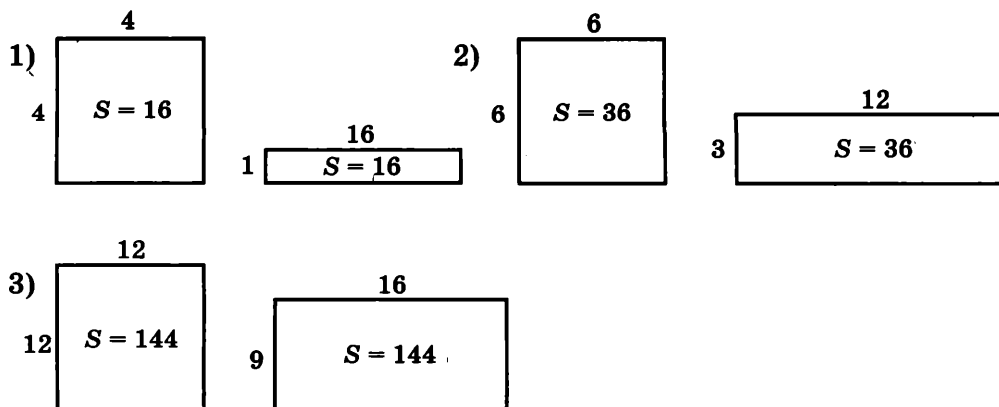 1)
4
4
S = 16
16
1
S = 16
2)
6
6
S = 36
12
3
S = 36
3)
12
12
S = 144
16
9
S = 144